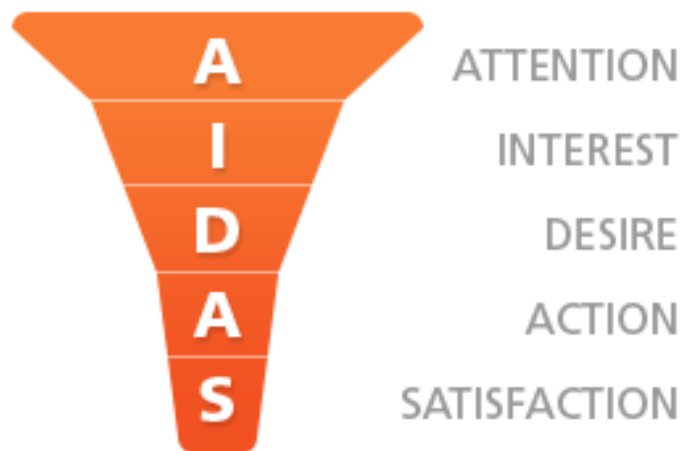 A ATTENTION
I INTEREST
D DESIRE
A ACTION
S SATISFACTION